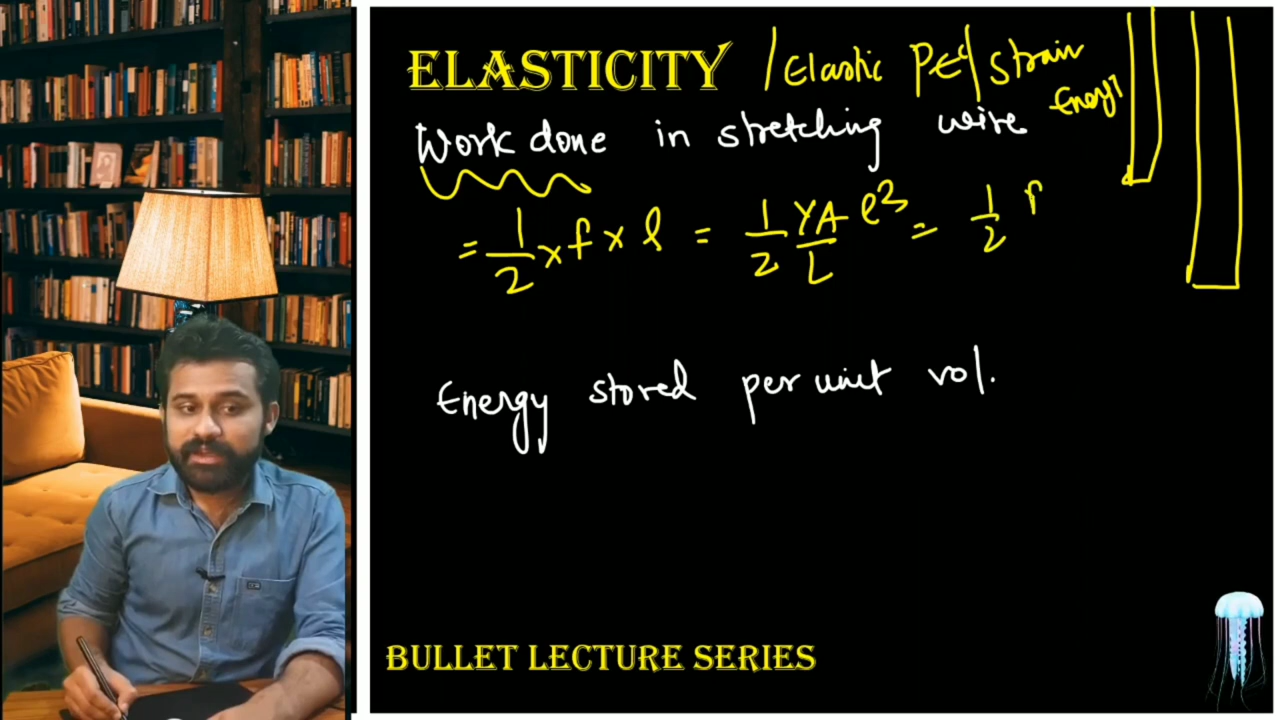 ELASTICITY / Elastic PE / strain
Energy
Work done in stretching wire
= 1/2 x f x l = 1/2 YA/L l² = 1/2
Energy stored per unit vol.
BULLET LECTURE SERIES